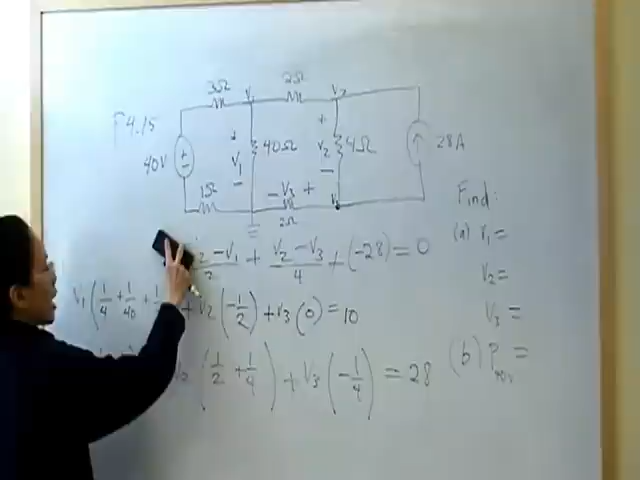 3Ω V₁ 2Ω V₂
P4.15
40V + − + V₁ − 40Ω + V₂ − 4Ω 28A
1Ω − V₃ + 2Ω V₃
Find:
(a) V₁ =
V₂ =
V₃ =
(b) P₄₀ᵥ =
V₂ − V₁ / 2 + V₂ − V₃ / 4 + (−28) = 0
V₁ (1/4 + 1/40 + 1 + V₂ (−1/2) + V₃ (0) = 10
(1/2 + 1/4) + V₃ (−1/4) = 28